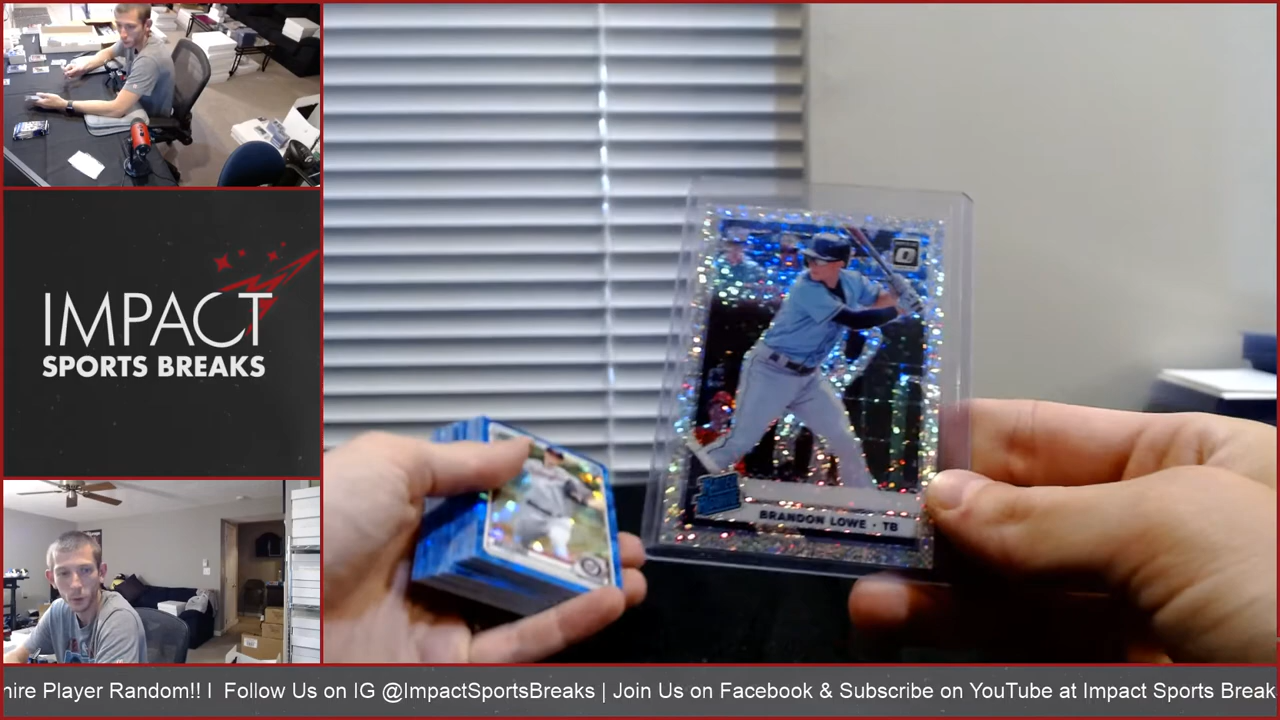 IMPACT
SPORTS BREAKS
BRANDON LOWE · TB
hire Player Random!! I Follow Us on IG @ImpactSportsBreaks | Join Us on Facebook & Subscribe on YouTube at Impact Sports Break